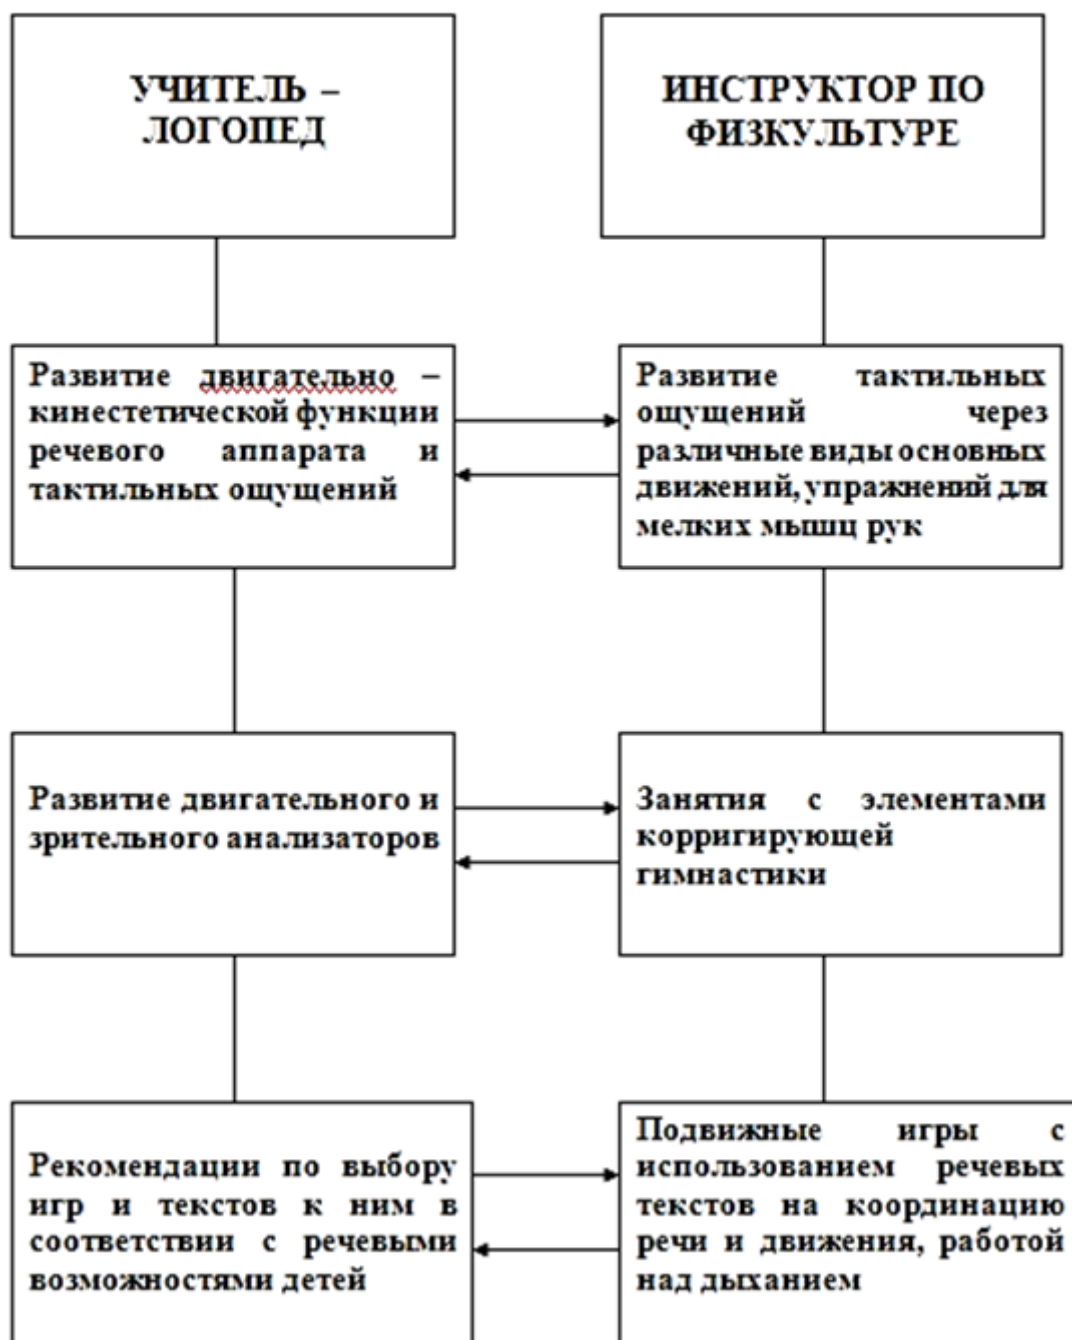 УЧИТЕЛЬ –
ЛОГОПЕД
ИНСТРУКТОР ПО
ФИЗКУЛЬТУРЕ
Развитие двигательно –
кинестетической функции
речевого аппарата и
тактильных ощущений
Развитие тактильных
ощущений через
различные виды основных
движений, упражнений для
мелких мышц рук
Развитие двигательного и
зрительного анализаторов
Занятия с элементами
корригирующей
гимнастики
Рекомендации по выбору
игр и текстов к ним в
соответствии с речевыми
возможностями детей
Подвижные игры с
использованием речевых
текстов на координацию
речи и движения, работой
над дыханием